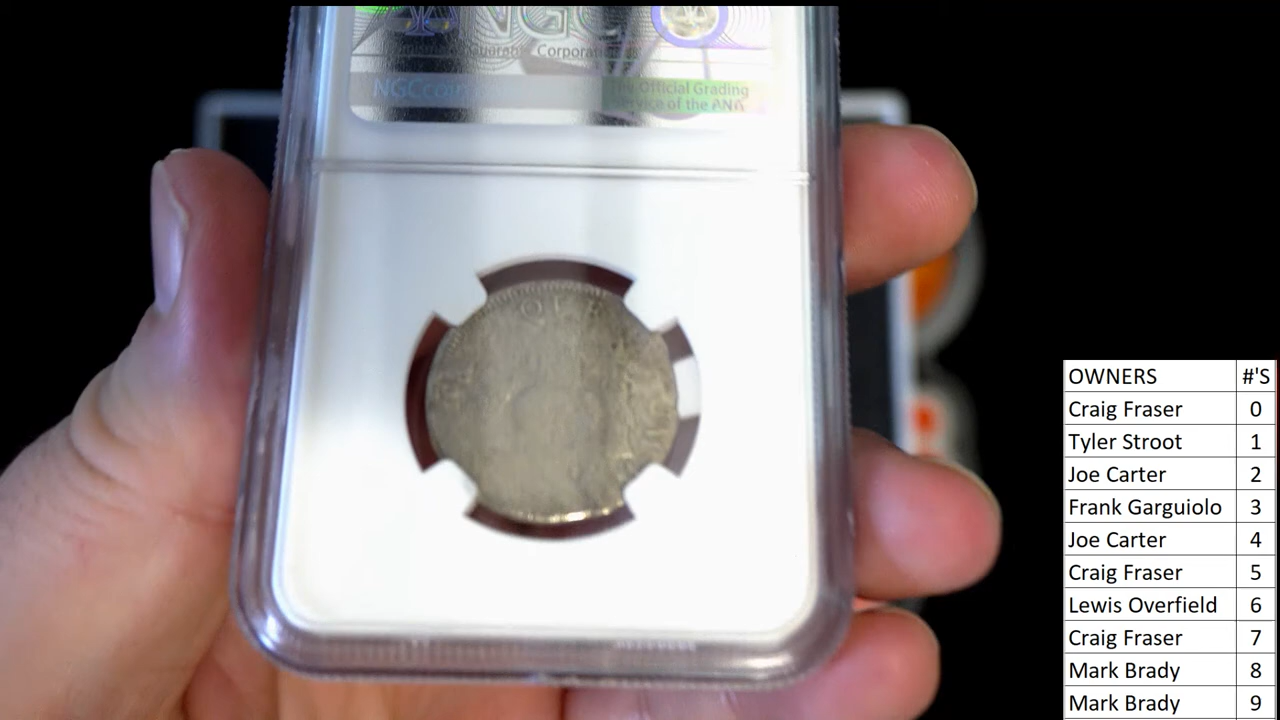 NGC
Guaranty Corporation
The Official Grading
Service of the ANA
OWNERS #'S
Craig Fraser 0
Tyler Stroot 1
Joe Carter 2
Frank Garguiolo 3
Joe Carter 4
Craig Fraser 5
Lewis Overfield 6
Craig Fraser 7
Mark Brady 8
Mark Brady 9